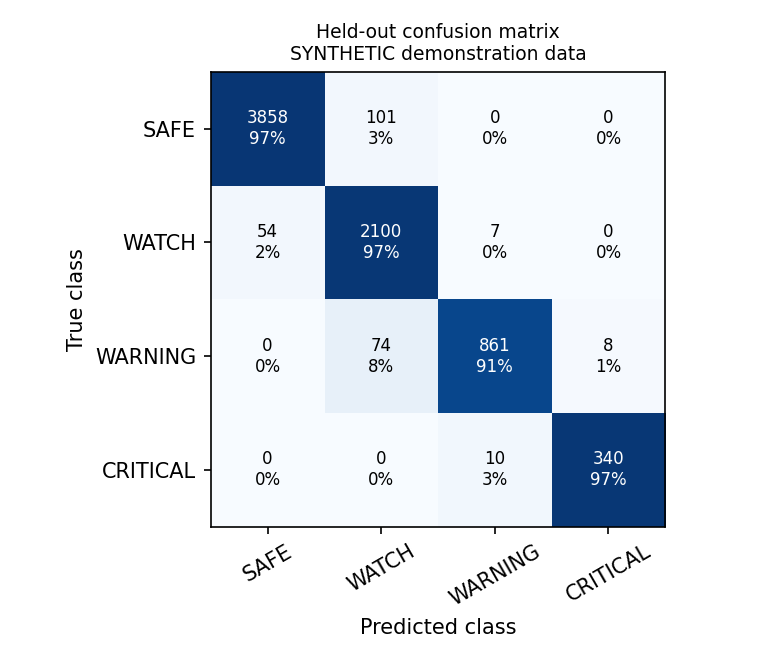 Held-out confusion matrix
SYNTHETIC demonstration data
True class
SAFE
3858 101 0 0
97% 3% 0% 0%
WATCH
54 2100 7 0
2% 97% 0% 0%
WARNING
0 74 861 8
0% 8% 91% 1%
CRITICAL
0 0 10 340
0% 0% 3% 97%
SAFE WATCH WARNING CRITICAL
Predicted class